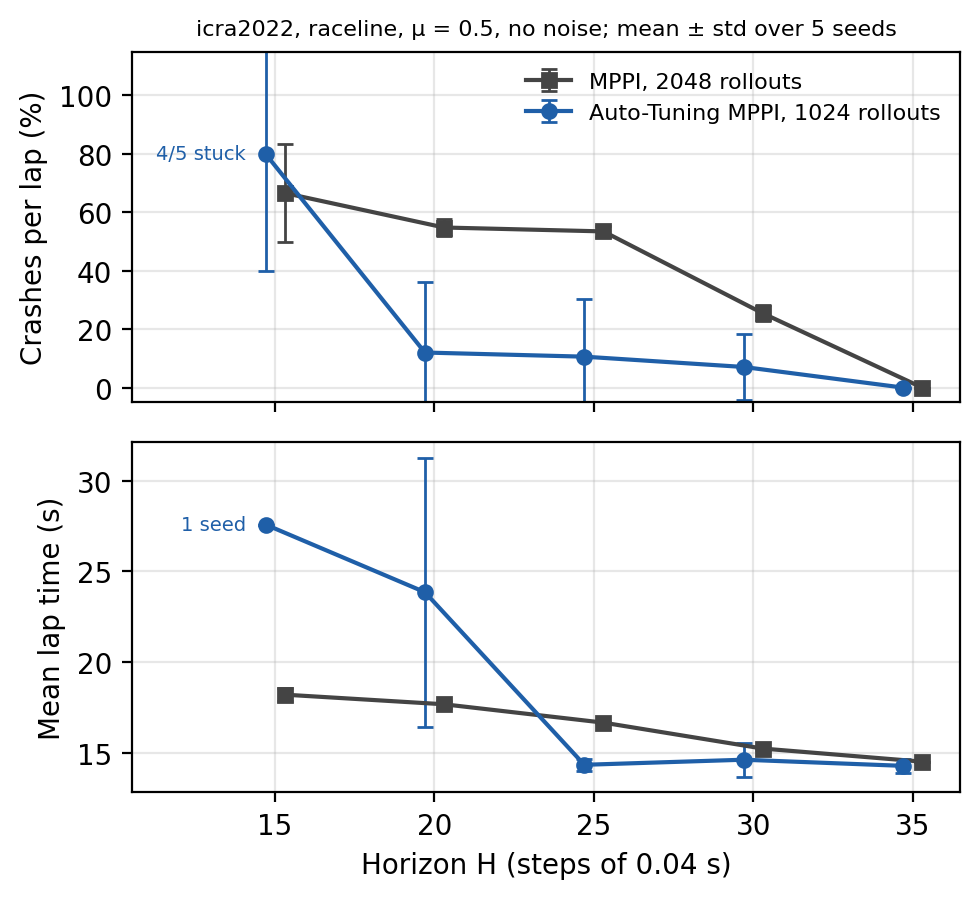 icra2022, raceline, μ = 0.5, no noise; mean ± std over 5 seeds
MPPI, 2048 rollouts
Auto-Tuning MPPI, 1024 rollouts
Crashes per lap (%)
100
80
60
40
20
0
4/5 stuck
Mean lap time (s)
30
25
20
15
1 seed
15 20 25 30 35
Horizon H (steps of 0.04 s)